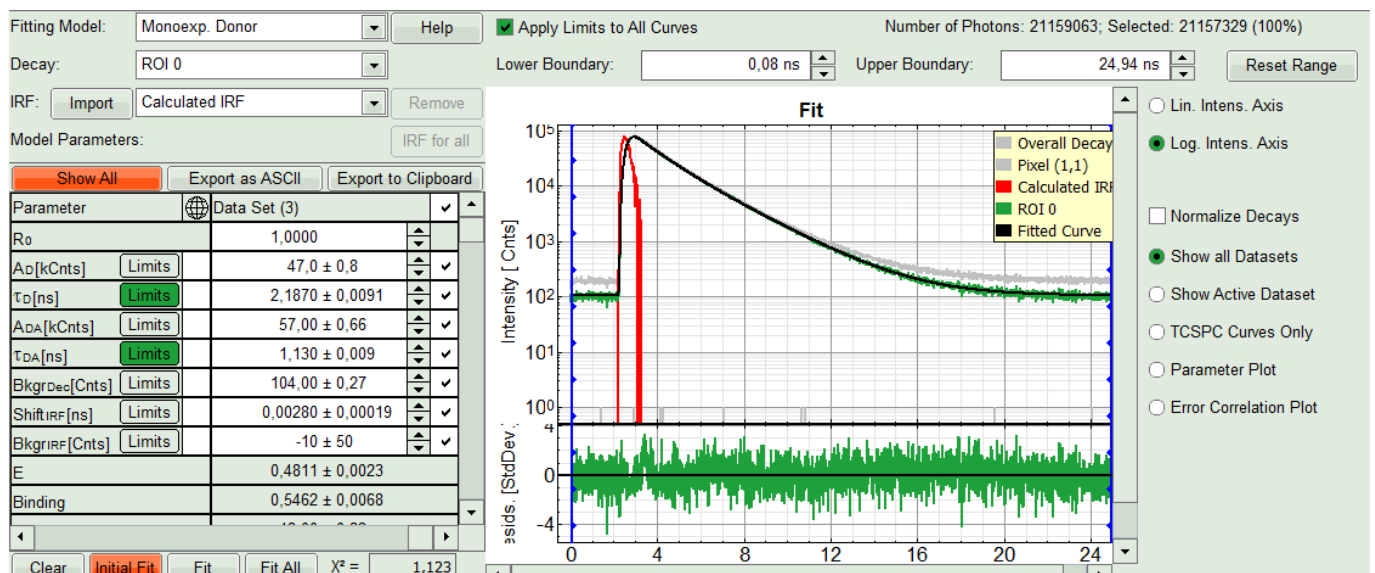 Fitting Model: Monoexp. Donor Help Apply Limits to All Curves Number of Photons: 21159063; Selected: 21157329 (100%)
Decay: ROI 0 Lower Boundary: 0,08 ns Upper Boundary: 24,94 ns Reset Range
IRF: Import Calculated IRF Remove
Model Parameters: IRF for all
Show All Export as ASCII Export to Clipboard
Parameter Data Set (3)
R0 1,0000
AD[kCnts] Limits 47,0 ± 0,8
τD[ns] Limits 2,1870 ± 0,0091
ADA[kCnts] Limits 57,00 ± 0,66
τDA[ns] Limits 1,130 ± 0,009
BkgrDec[Cnts] Limits 104,00 ± 0,27
ShiftIRF[ns] Limits 0,00280 ± 0,00019
BkgrIRF[Cnts] Limits -10 ± 50
E 0,4811 ± 0,0023
Binding 0,5462 ± 0,0068
Clear Initial Fit Fit Fit All X² = 1,123
Fit
Intensity [ Cnts]
10⁵
10⁴
10³
10²
10¹
10⁰
Overall Decay
Pixel (1,1)
Calculated IRF
ROI 0
Fitted Curve
esids. [StdDev.
4
0
-4
0 4 8 12 16 20 24
Lin. Intens. Axis
Log. Intens. Axis
Normalize Decays
Show all Datasets
Show Active Dataset
TCSPC Curves Only
Parameter Plot
Error Correlation Plot